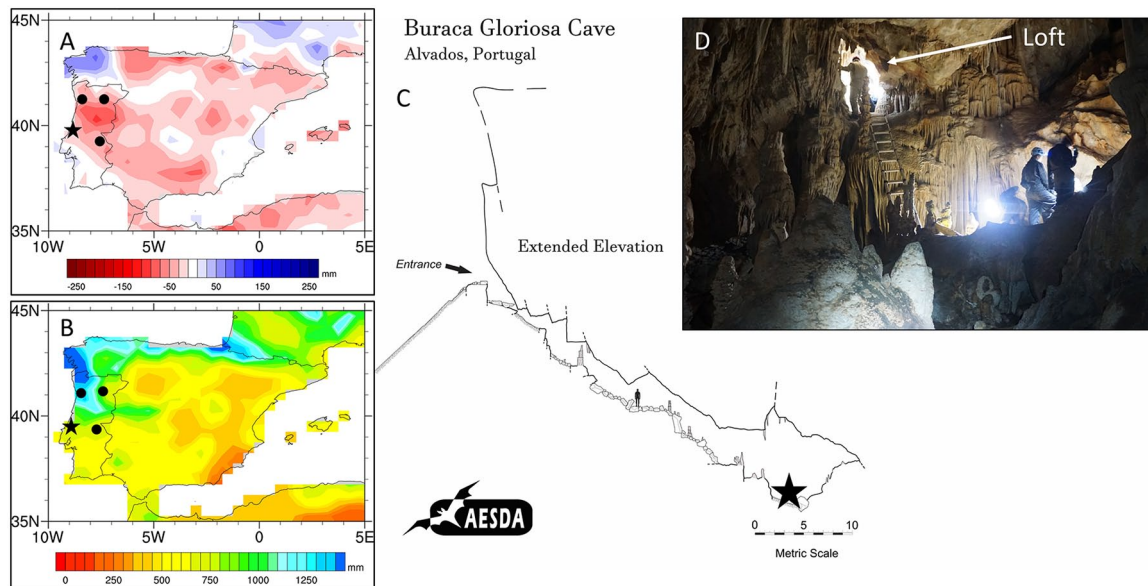 A
45N
40N
35N
10W 5W 0 5E
-250 -150 -50 50 150 250 mm
B
45N
40N
35N
10W 5W 0 5E
0 250 500 750 1000 1250 mm
Buraca Gloriosa Cave
Alvados, Portugal
C
Extended Elevation
Entrance
AESDA
0 5 10
Metric Scale
D
Loft